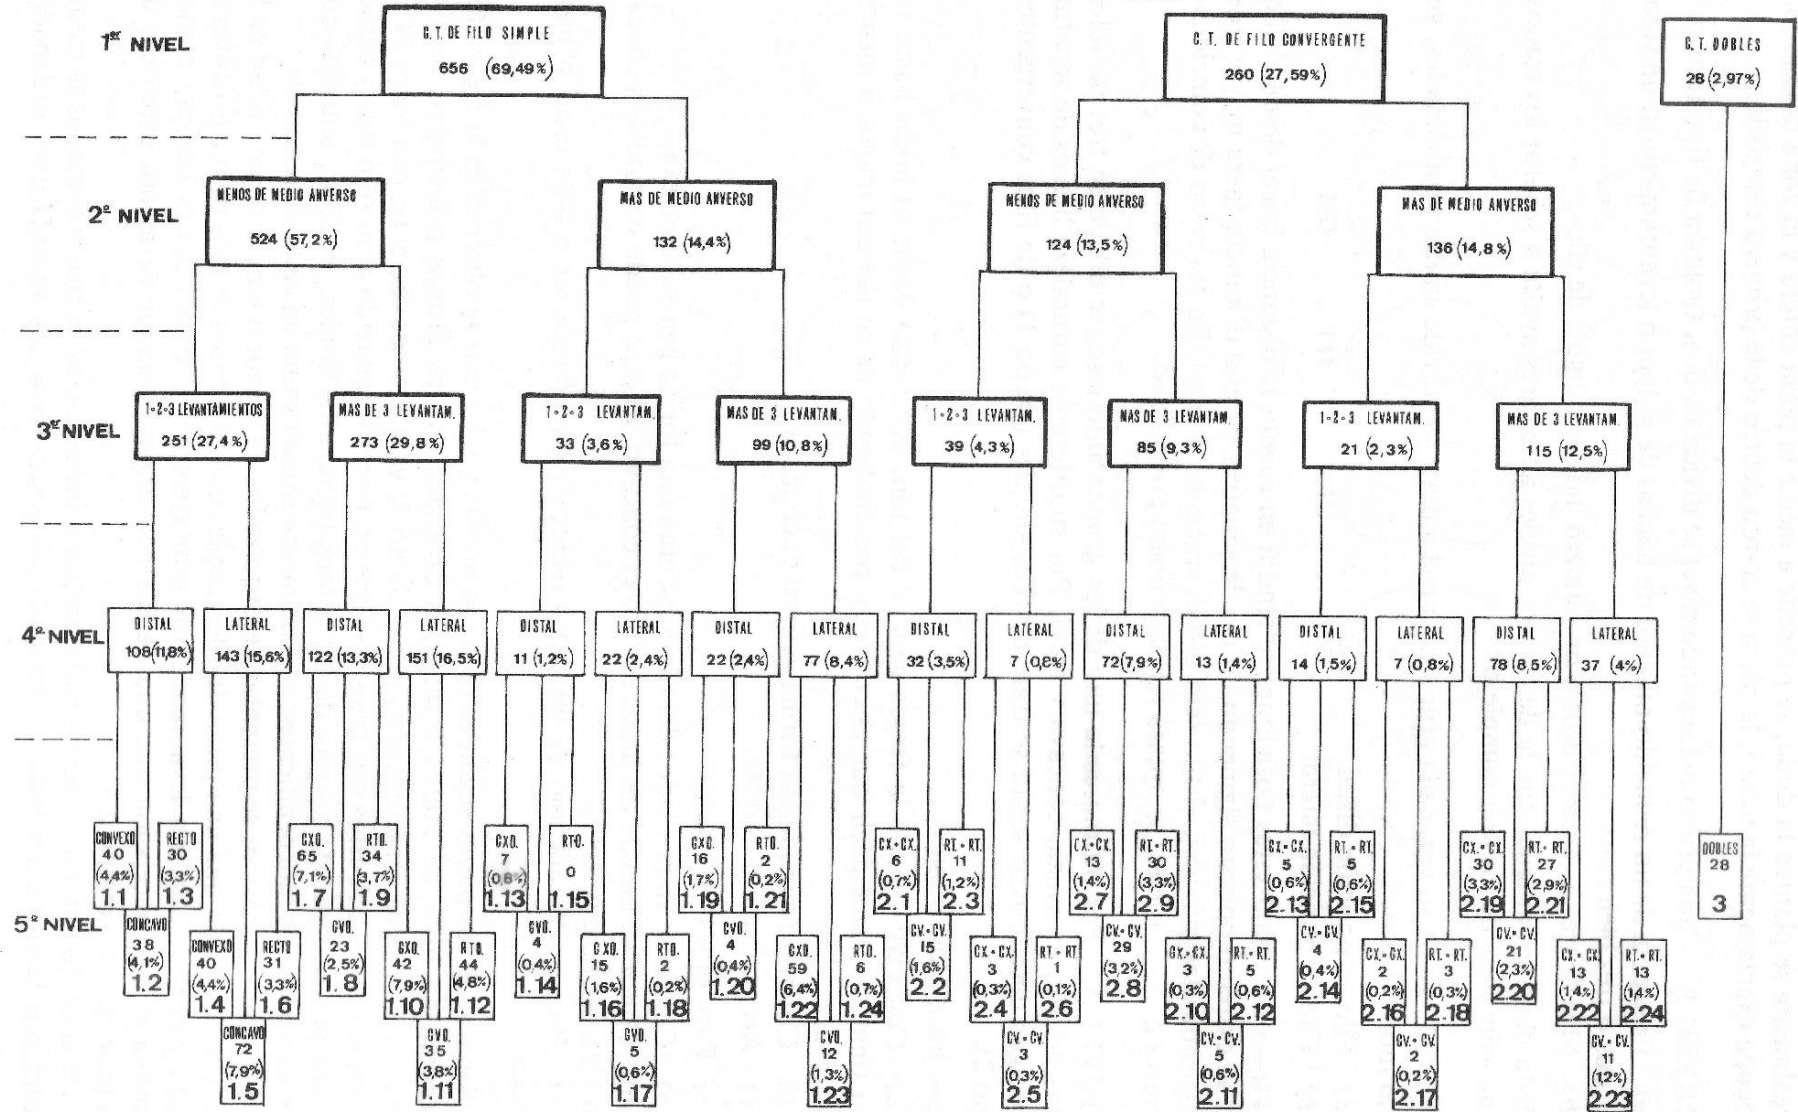 1er NIVEL
C.T. DE FILO SIMPLE
656 (69,49%)
C.T. DE FILO CONVERGENTE
260 (27,59%)
C.T. DOBLES
28 (2,97%)
2º NIVEL
MENOS DE MEDIO ANVERSO
524 (57,2%)
MAS DE MEDIO ANVERSO
132 (14,4%)
MENOS DE MEDIO ANVERSO
124 (13,5%)
MAS DE MEDIO ANVERSO
136 (14,8%)
3er NIVEL
1-2-3 LEVANTAMIENTOS
251 (27,4%)
MAS DE 3 LEVANTAM.
273 (29,8%)
1-2-3 LEVANTAM.
33 (3,6%)
MAS DE 3 LEVANTAM.
99 (10,8%)
1-2-3 LEVANTAM.
39 (4,3%)
MAS DE 3 LEVANTAM.
85 (9,3%)
1-2-3 LEVANTAM.
21 (2,3%)
MAS DE 3 LEVANTAM.
115 (12,5%)
4º NIVEL
DISTAL
108 (11,8%)
LATERAL
143 (15,6%)
DISTAL
122 (13,3%)
LATERAL
151 (16,5%)
DISTAL
11 (1,2%)
LATERAL
22 (2,4%)
DISTAL
22 (2,4%)
LATERAL
77 (8,4%)
DISTAL
32 (3,5%)
LATERAL
7 (0,8%)
DISTAL
72 (7,9%)
LATERAL
13 (1,4%)
DISTAL
14 (1,5%)
LATERAL
7 (0,8%)
DISTAL
78 (8,5%)
LATERAL
37 (4%)
5º NIVEL
CONVEXO
40
(4,4%)
1.1
CONCAVO
38
(4,1%)
1.2
RECTO
30
(3,3%)
1.3
CONVEXO
40
(4,4%)
1.4
CONCAVO
72
(7,9%)
1.5
RECTO
31
(3,3%)
1.6
CXO.
65
(7,1%)
1.7
CVO.
23
(2,5%)
1.8
RTO.
34
(3,7%)
1.9
CXO.
42
(7,9%)
1.10
CVO.
35
(3,8%)
1.11
RTO.
44
(4,8%)
1.12
CXO.
7
(0,8%)
1.13
CVO.
4
(0,4%)
1.14
RTO.
0
1.15
CXO.
15
(1,6%)
1.16
CVO.
5
(0,6%)
1.17
RTO.
2
(0,2%)
1.18
CXO.
16
(1,7%)
1.19
CVO.
4
(0,4%)
1.20
RTO.
2
(0,2%)
1.21
CXO.
59
(6,4%)
1.22
CVO.
12
(1,3%)
1.23
RTO.
6
(0,7%)
1.24
CX.-CX.
6
(0,7%)
2.1
CV.-CV.
15
(1,6%)
2.2
RT.-RT.
11
(1,2%)
2.3
CX.-CX.
3
(0,3%)
2.4
CV.-CV.
3
(0,3%)
2.5
RT.-RT
1
(0,1%)
2.6
CX.-CX.
13
(1,4%)
2.7
CV.-CV.
29
(3,2%)
2.8
RT.-RT.
30
(3,3%)
2.9
CX.-CX.
3
(0,3%)
2.10
CV.-CV.
5
(0,6%)
2.11
RT.-RT.
5
(0,6%)
2.12
CX.-CX.
5
(0,6%)
2.13
CV.-CV.
4
(0,4%)
2.14
RT.-RT.
5
(0,6%)
2.15
CX.-CX.
2
(0,2%)
2.16
CV.-CV.
2
(0,2%)
2.17
RT.-RT.
3
(0,3%)
2.18
CX.-CX.
30
(3,3%)
2.19
CV.-CV.
21
(2,3%)
2.20
RT.-RT.
27
(2,9%)
2.21
CX.-CX.
13
(1,4%)
2.22
CV.-CV.
11
(1,2%)
2.23
RT.-RT.
13
(1,4%)
2.24
DOBLES
28
3